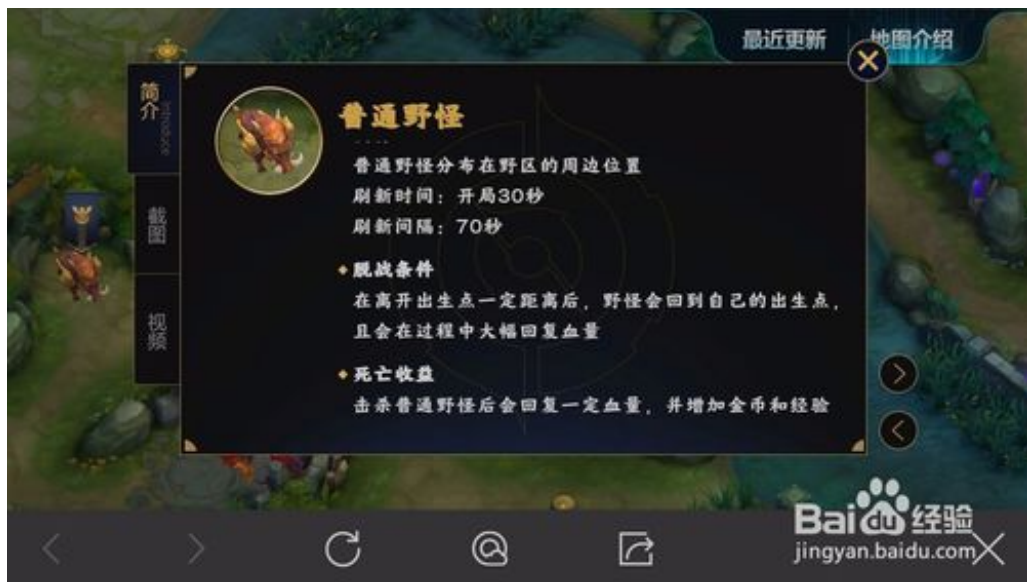 最近更新
地图介绍
简介
introduce
截图
视频
普通野怪
普通野怪分布在野区的周边位置
刷新时间：开局30秒
刷新间隔：70秒
脱战条件
在离开出生点一定距离后，野怪会回到自己的出生点，
且会在过程中大幅回复血量
死亡收益
击杀普通野怪后会回复一定血量，并增加金币和经验
Baidu 经验
jingyan.baidu.com